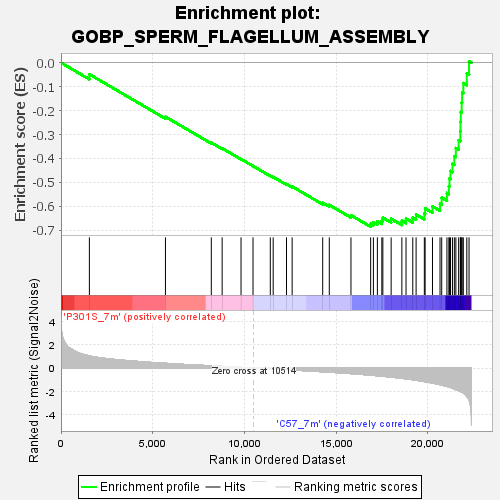 Enrichment plot:
GOBP_SPERM_FLAGELLUM_ASSEMBLY
Enrichment score (ES)
0.0
-0.1
-0.2
-0.3
-0.4
-0.5
-0.6
-0.7
'P301S_7m' (positively correlated)
Ranked list metric (Signal2Noise)
4
2
0
-2
-4
Zero cross at 10514
'C57_7m' (negatively correlated)
0
5,000
10,000
15,000
20,000
Rank in Ordered Dataset
Enrichment profile
Hits
Ranking metric scores